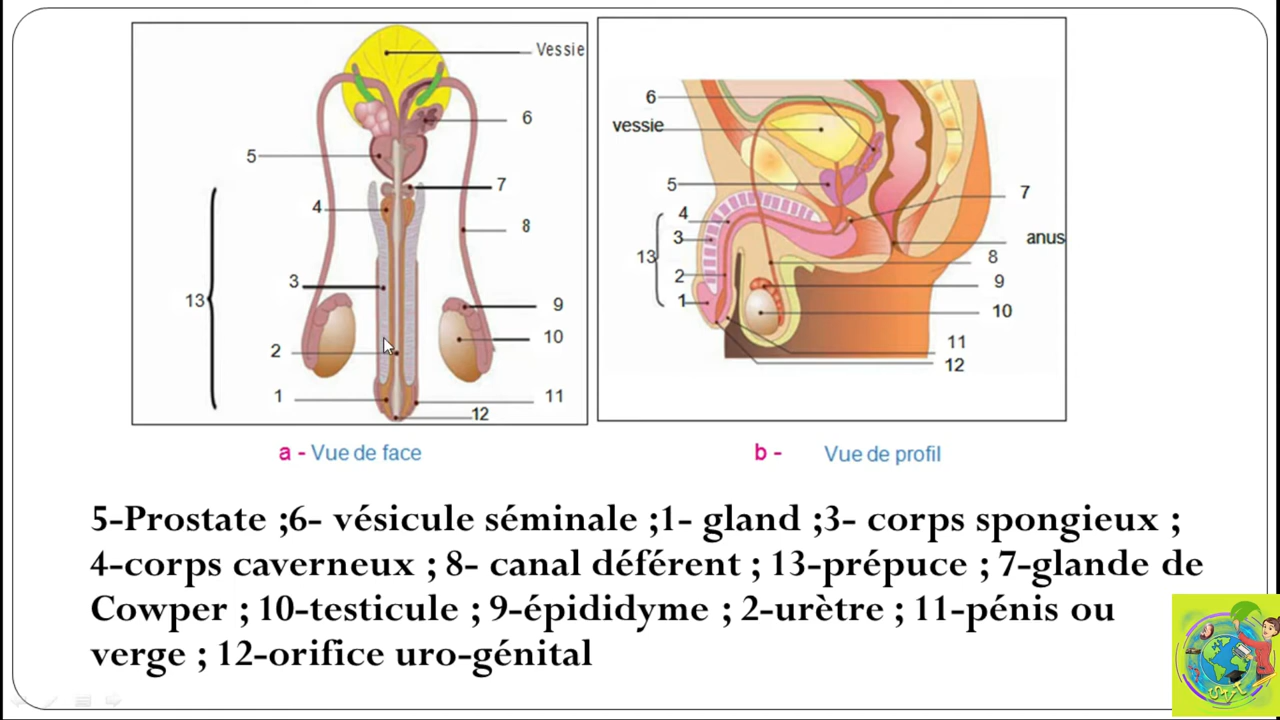 Vessie
6
5
7
4
8
3
13
9
10
2
1
11
12
a - Vue de face
6
vessie
5
7
4
3
anus
13
8
2
9
1
10
11
12
b - Vue de profil
5-Prostate ;6- vésicule séminale ;1- gland ;3- corps spongieux ;
4-corps caverneux ; 8- canal déférent ; 13-prépuce ; 7-glande de
Cowper ; 10-testicule ; 9-épididyme ; 2-urètre ; 11-pénis ou
verge ; 12-orifice uro-génital